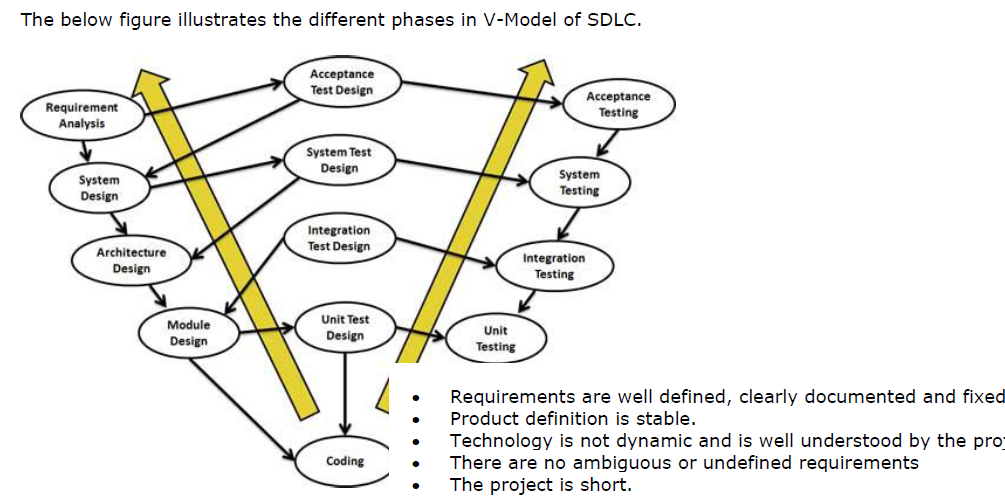 The below figure illustrates the different phases in V-Model of SDLC.
Acceptance
Test Design
Requirement
Analysis
Acceptance
Testing
System Test
Design
System
Design
System
Testing
Integration
Test Design
Architecture
Design
Integration
Testing
Unit Test
Design
Module
Design
Unit
Testing
Coding
• Requirements are well defined, clearly documented and fixed
• Product definition is stable.
• Technology is not dynamic and is well understood by the
• There are no ambiguous or undefined requirements
• The project is short.